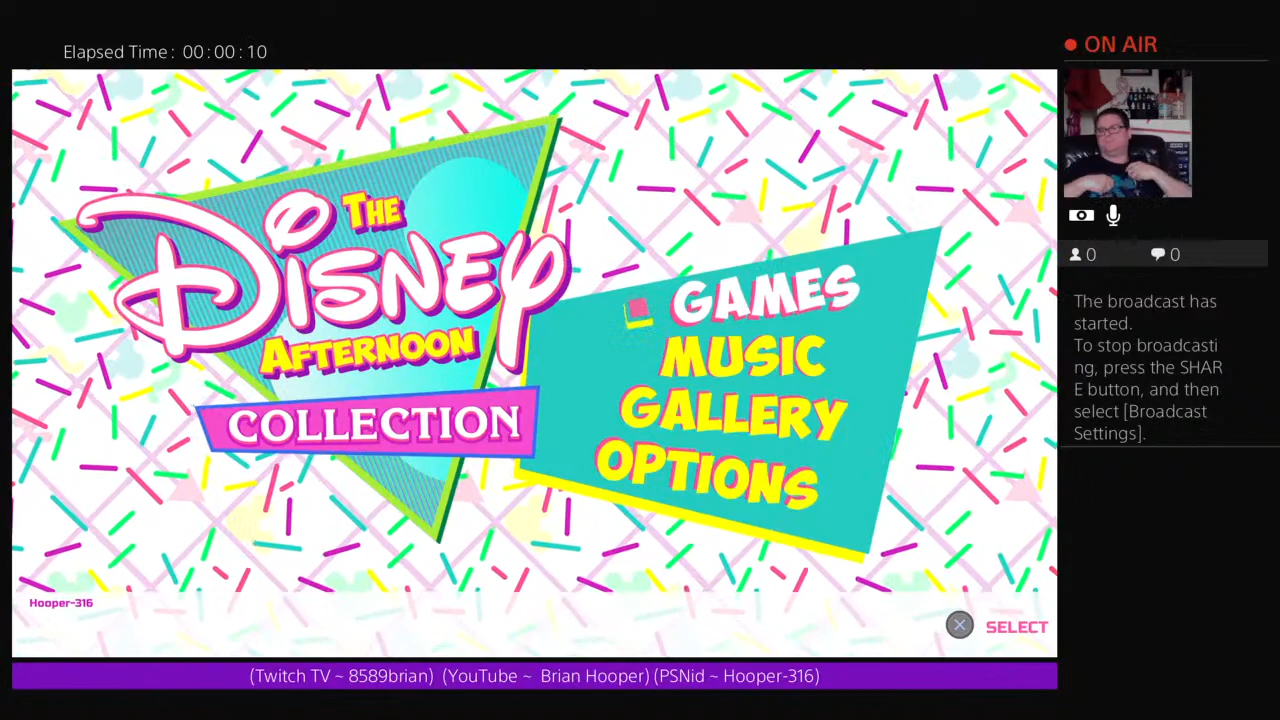 Elapsed Time: 00:00:10
ON AIR
THE
DISNEY
AFTERNOON
COLLECTION
GAMES
MUSIC
GALLERY
OPTIONS
0
0
The broadcast has
started.
To stop broadcasti
ng, press the SHAR
E button, and then
select [Broadcast
Settings].
Hooper-316
SELECT
(Twitch TV ~ 8589brian) (YouTube ~ Brian Hooper) (PSNid ~ Hooper-316)